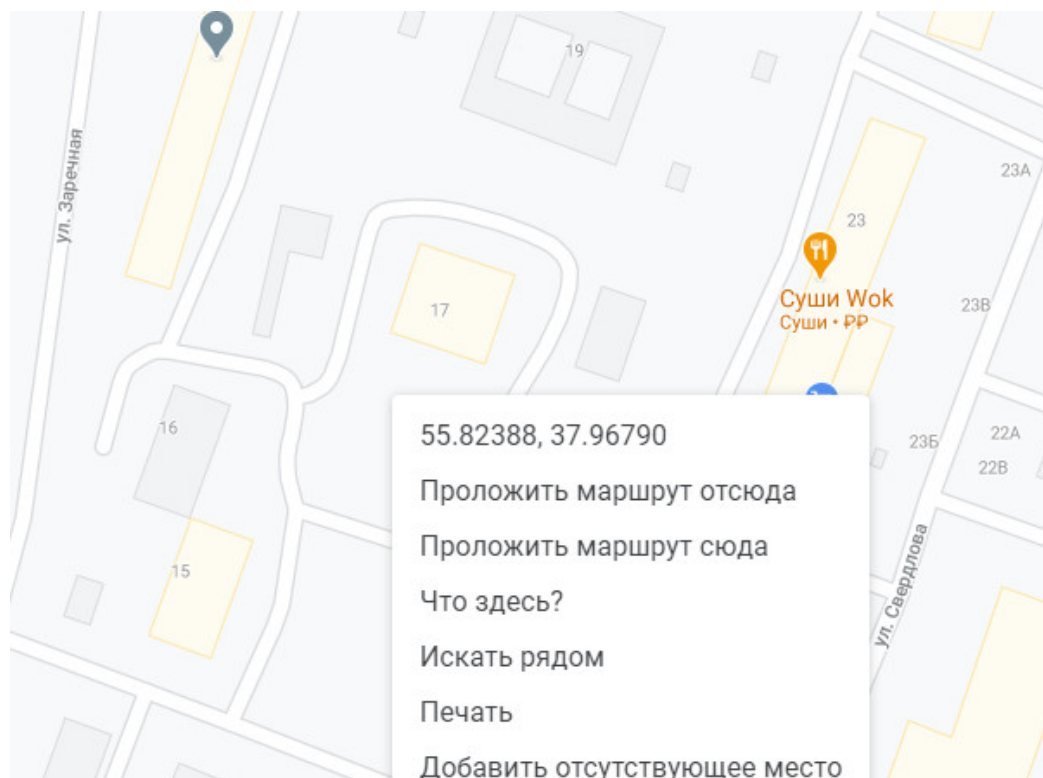 19
ул. Заречная
23А
23
17
Суши Wok
Суши • ₽₽
23В
16
23Б
22А
22В
15
ул. Свердлова
55.82388, 37.96790
Проложить маршрут отсюда
Проложить маршрут сюда
Что здесь?
Искать рядом
Печать
Добавить отсутствующее место